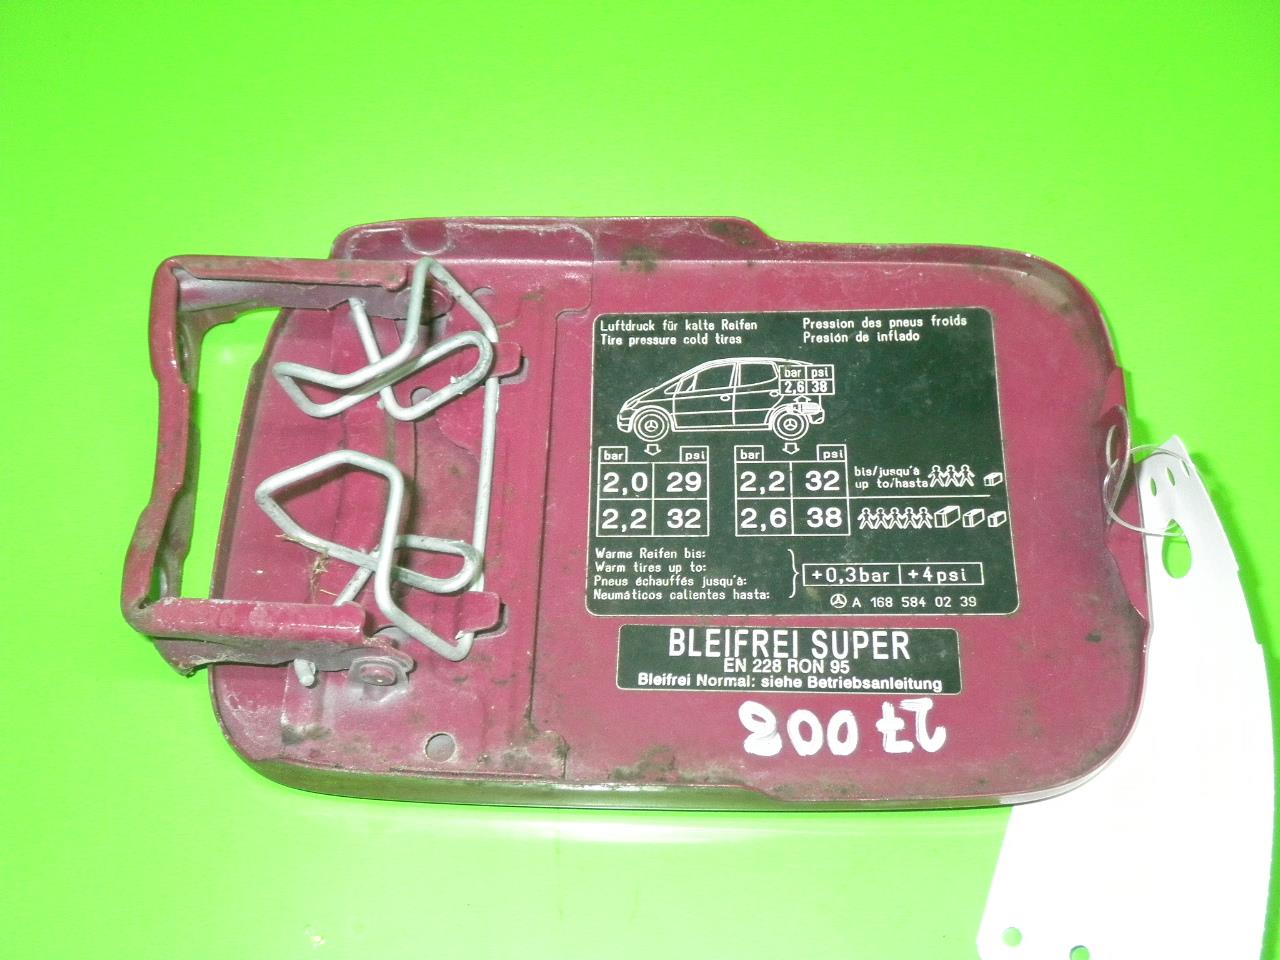 Luftdruck für kalte Reifen
Tire pressure cold tires
Pression des pneus froids
Presión de inflado
bar psi
2,6 38
bar psi
2,0 29
2,2 32
bar psi
2,2 32
2,6 38
bis/jusqu'à
up to/hasta
Warme Reifen bis:
Warm tires up to:
Pneus échauffés jusqu'à:
Neumáticos calientes hasta:
+0,3bar +4psi
A 168 584 02 39
BLEIFREI SUPER
EN 228 RON 95
Bleifrei Normal: siehe Betriebsanleitung
27 008